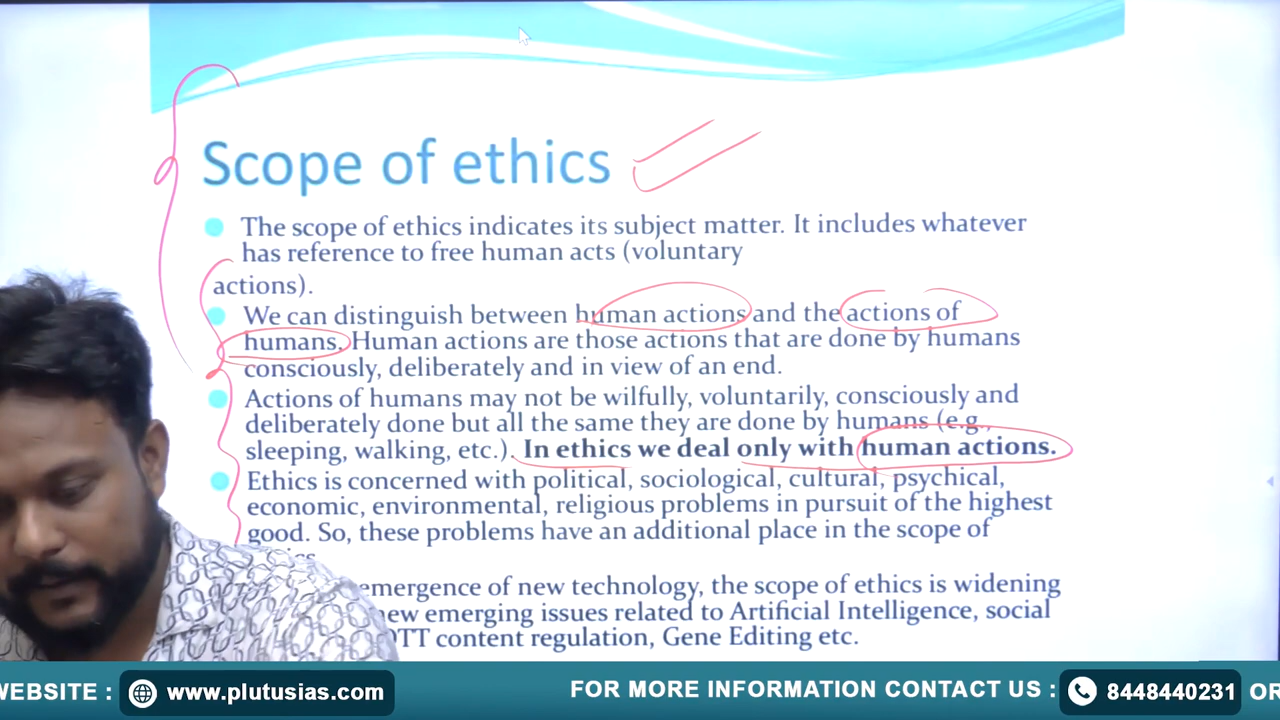 Scope of ethics
The scope of ethics indicates its subject matter. It includes whatever
has reference to free human acts (voluntary
actions).
We can distinguish between human actions and the actions of
humans. Human actions are those actions that are done by humans
consciously, deliberately and in view of an end.
Actions of humans may not be wilfully, voluntarily, consciously and
deliberately done but all the same they are done by humans (e.g.,
sleeping, walking, etc.). In ethics we deal only with human actions.
Ethics is concerned with political, sociological, cultural, psychical,
economic, environmental, religious problems in pursuit of the highest
good. So, these problems have an additional place in the scope of
emergence of new technology, the scope of ethics is widening
new emerging issues related to Artificial Intelligence, social
OTT content regulation, Gene Editing etc.
WEBSITE : www.plutusias.com FOR MORE INFORMATION CONTACT US : 8448440231 OR